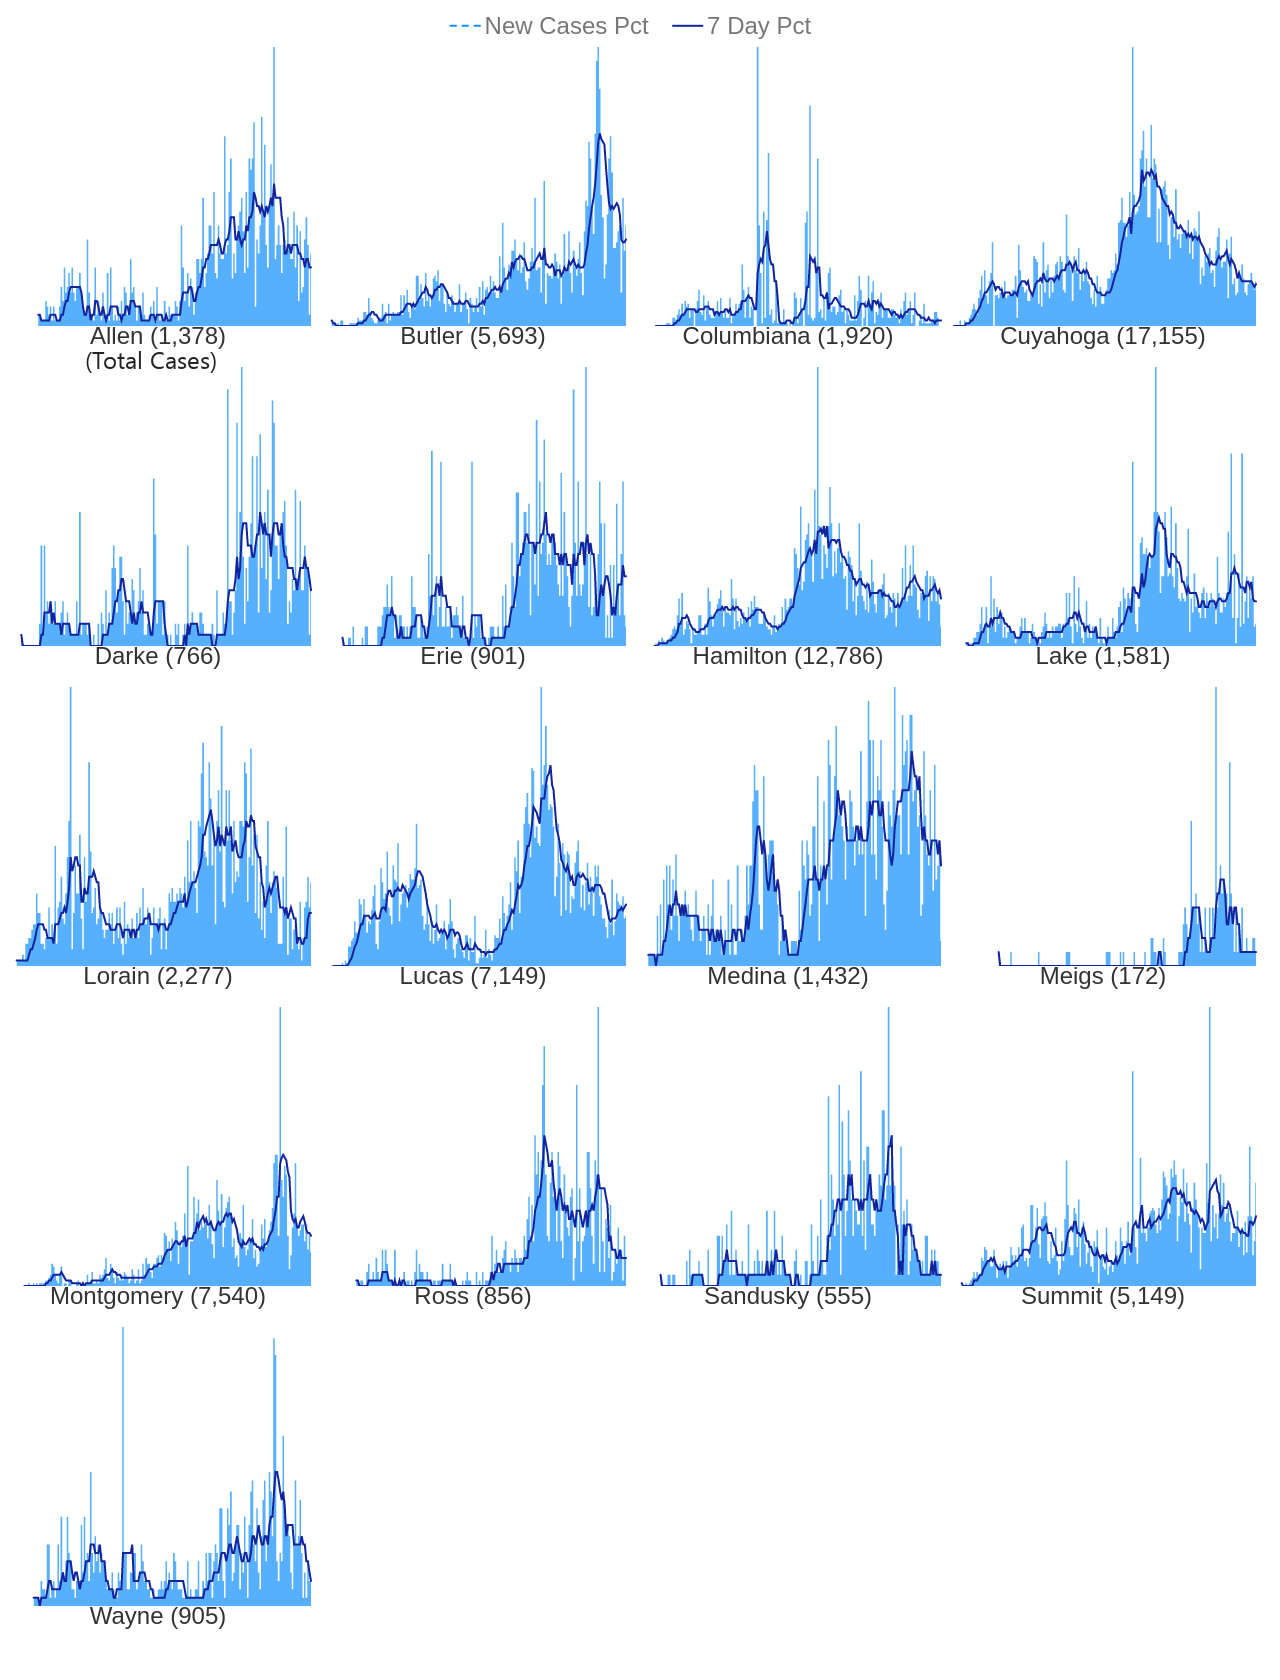 New Cases Pct 7 Day Pct
Allen (1,378) Butler (5,693) Columbiana (1,920) Cuyahoga (17,155)
(Total Cases)
Darke (766) Erie (901) Hamilton (12,786) Lake (1,581)
Lorain (2,277) Lucas (7,149) Medina (1,432) Meigs (172)
Montgomery (7,540) Ross (856) Sandusky (555) Summit (5,149)
Wayne (905)